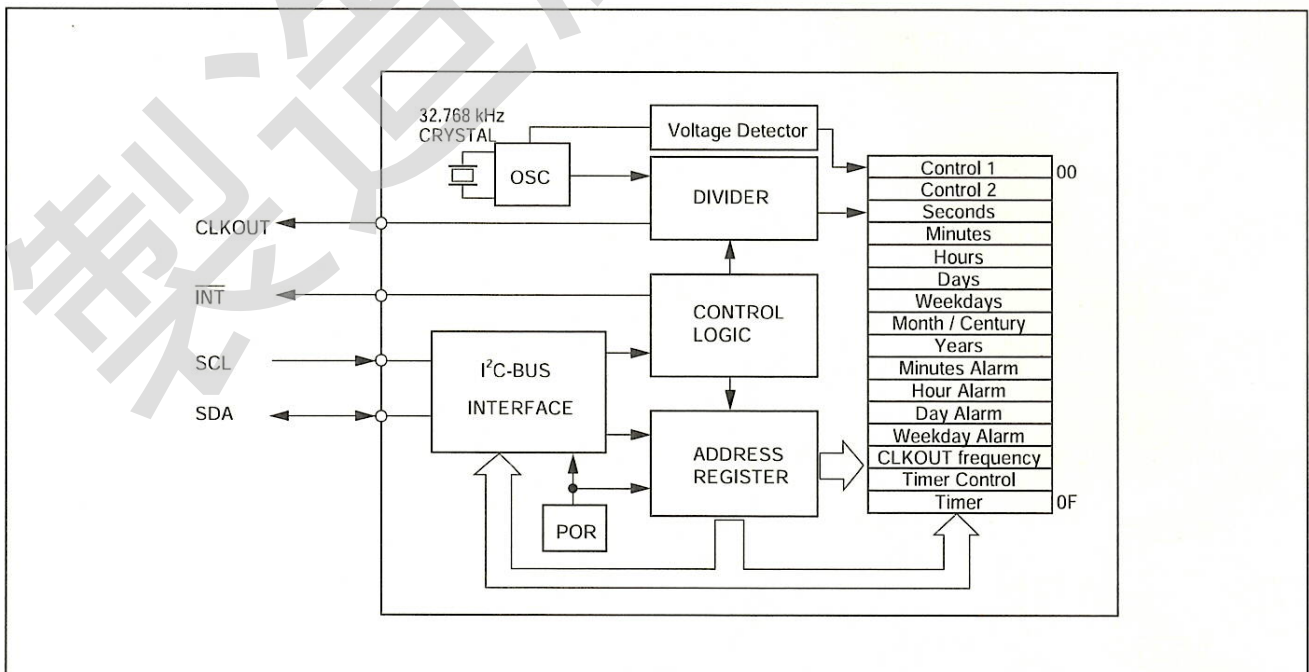 製造
32.768 kHz
CRYSTAL
OSC
Voltage Detector
DIVIDER
CLKOUT
INT
CONTROL
LOGIC
SCL
SDA
I²C-BUS
INTERFACE
ADDRESS
REGISTER
POR
Control 1
00
Control 2
Seconds
Minutes
Hours
Days
Weekdays
Month / Century
Years
Minutes Alarm
Hour Alarm
Day Alarm
Weekday Alarm
CLKOUT frequency
Timer Control
Timer
0F